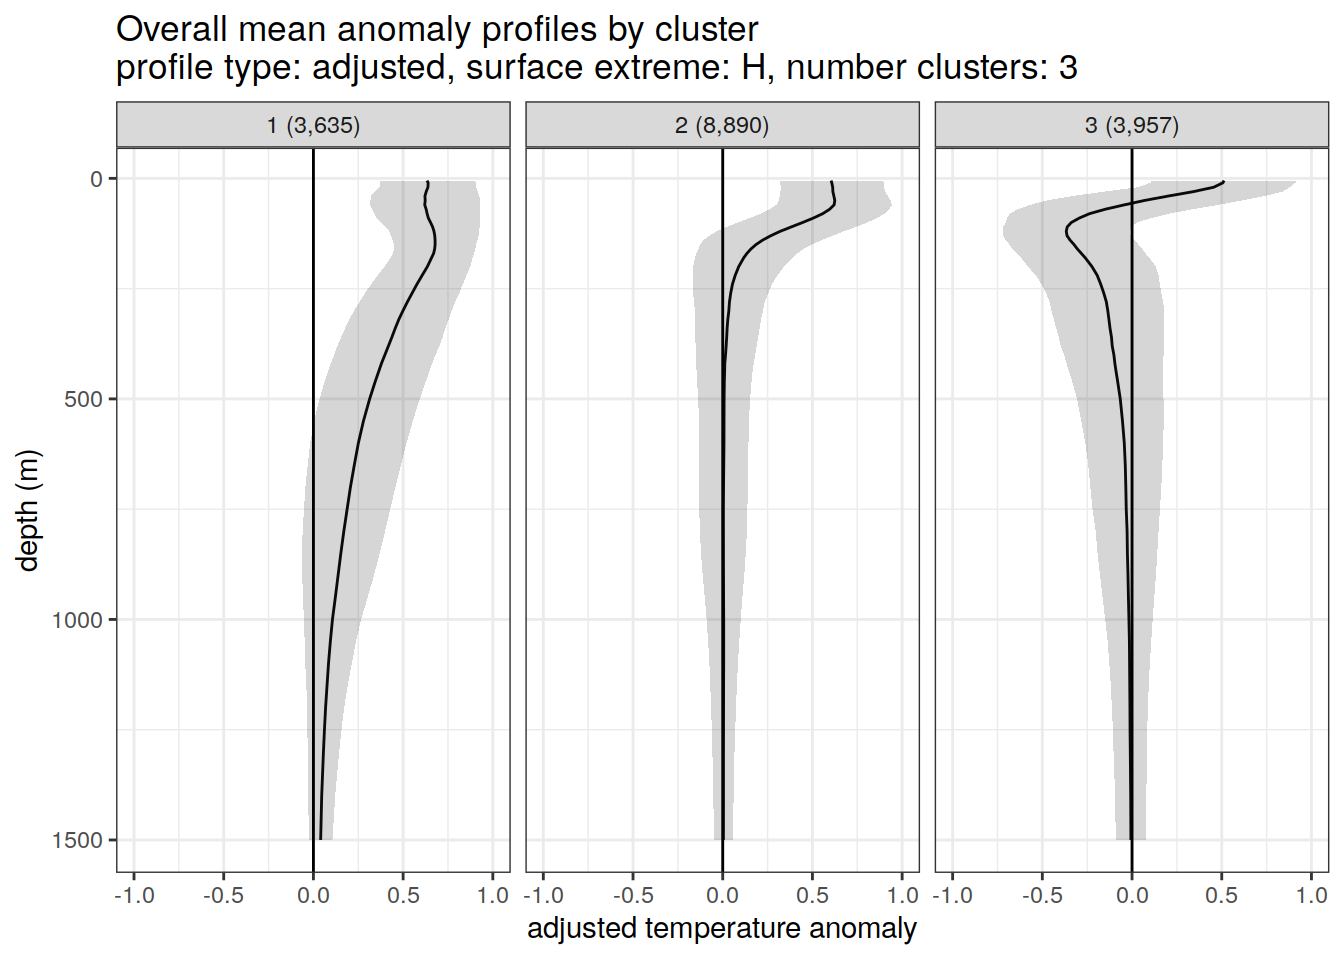 Overall mean anomaly profiles by cluster
profile type: adjusted, surface extreme: H, number clusters: 3
1 (3,635)
2 (8,890)
3 (3,957)
0
500
1000
1500
depth (m)
-1.0 -0.5 0.0 0.5 1.0
-1.0 -0.5 0.0 0.5 1.0
-1.0 -0.5 0.0 0.5 1.0
adjusted temperature anomaly